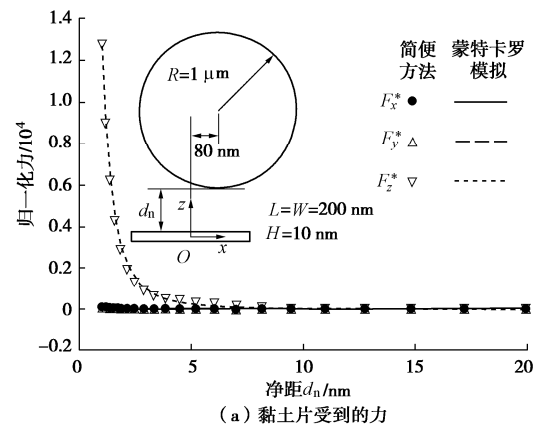 简便 蒙特卡罗
方法 模拟
Fx* 
Fy*
Fz*
R=1 μm
80 nm
dn
z
x
O
L=W=200 nm
H=10 nm
归一化力/10⁴
1.4
1.2
1.0
0.8
0.6
0.4
0.2
0
−0.2
0 5 10 15 20
净距dn/nm
(a) 黏土片受到的力